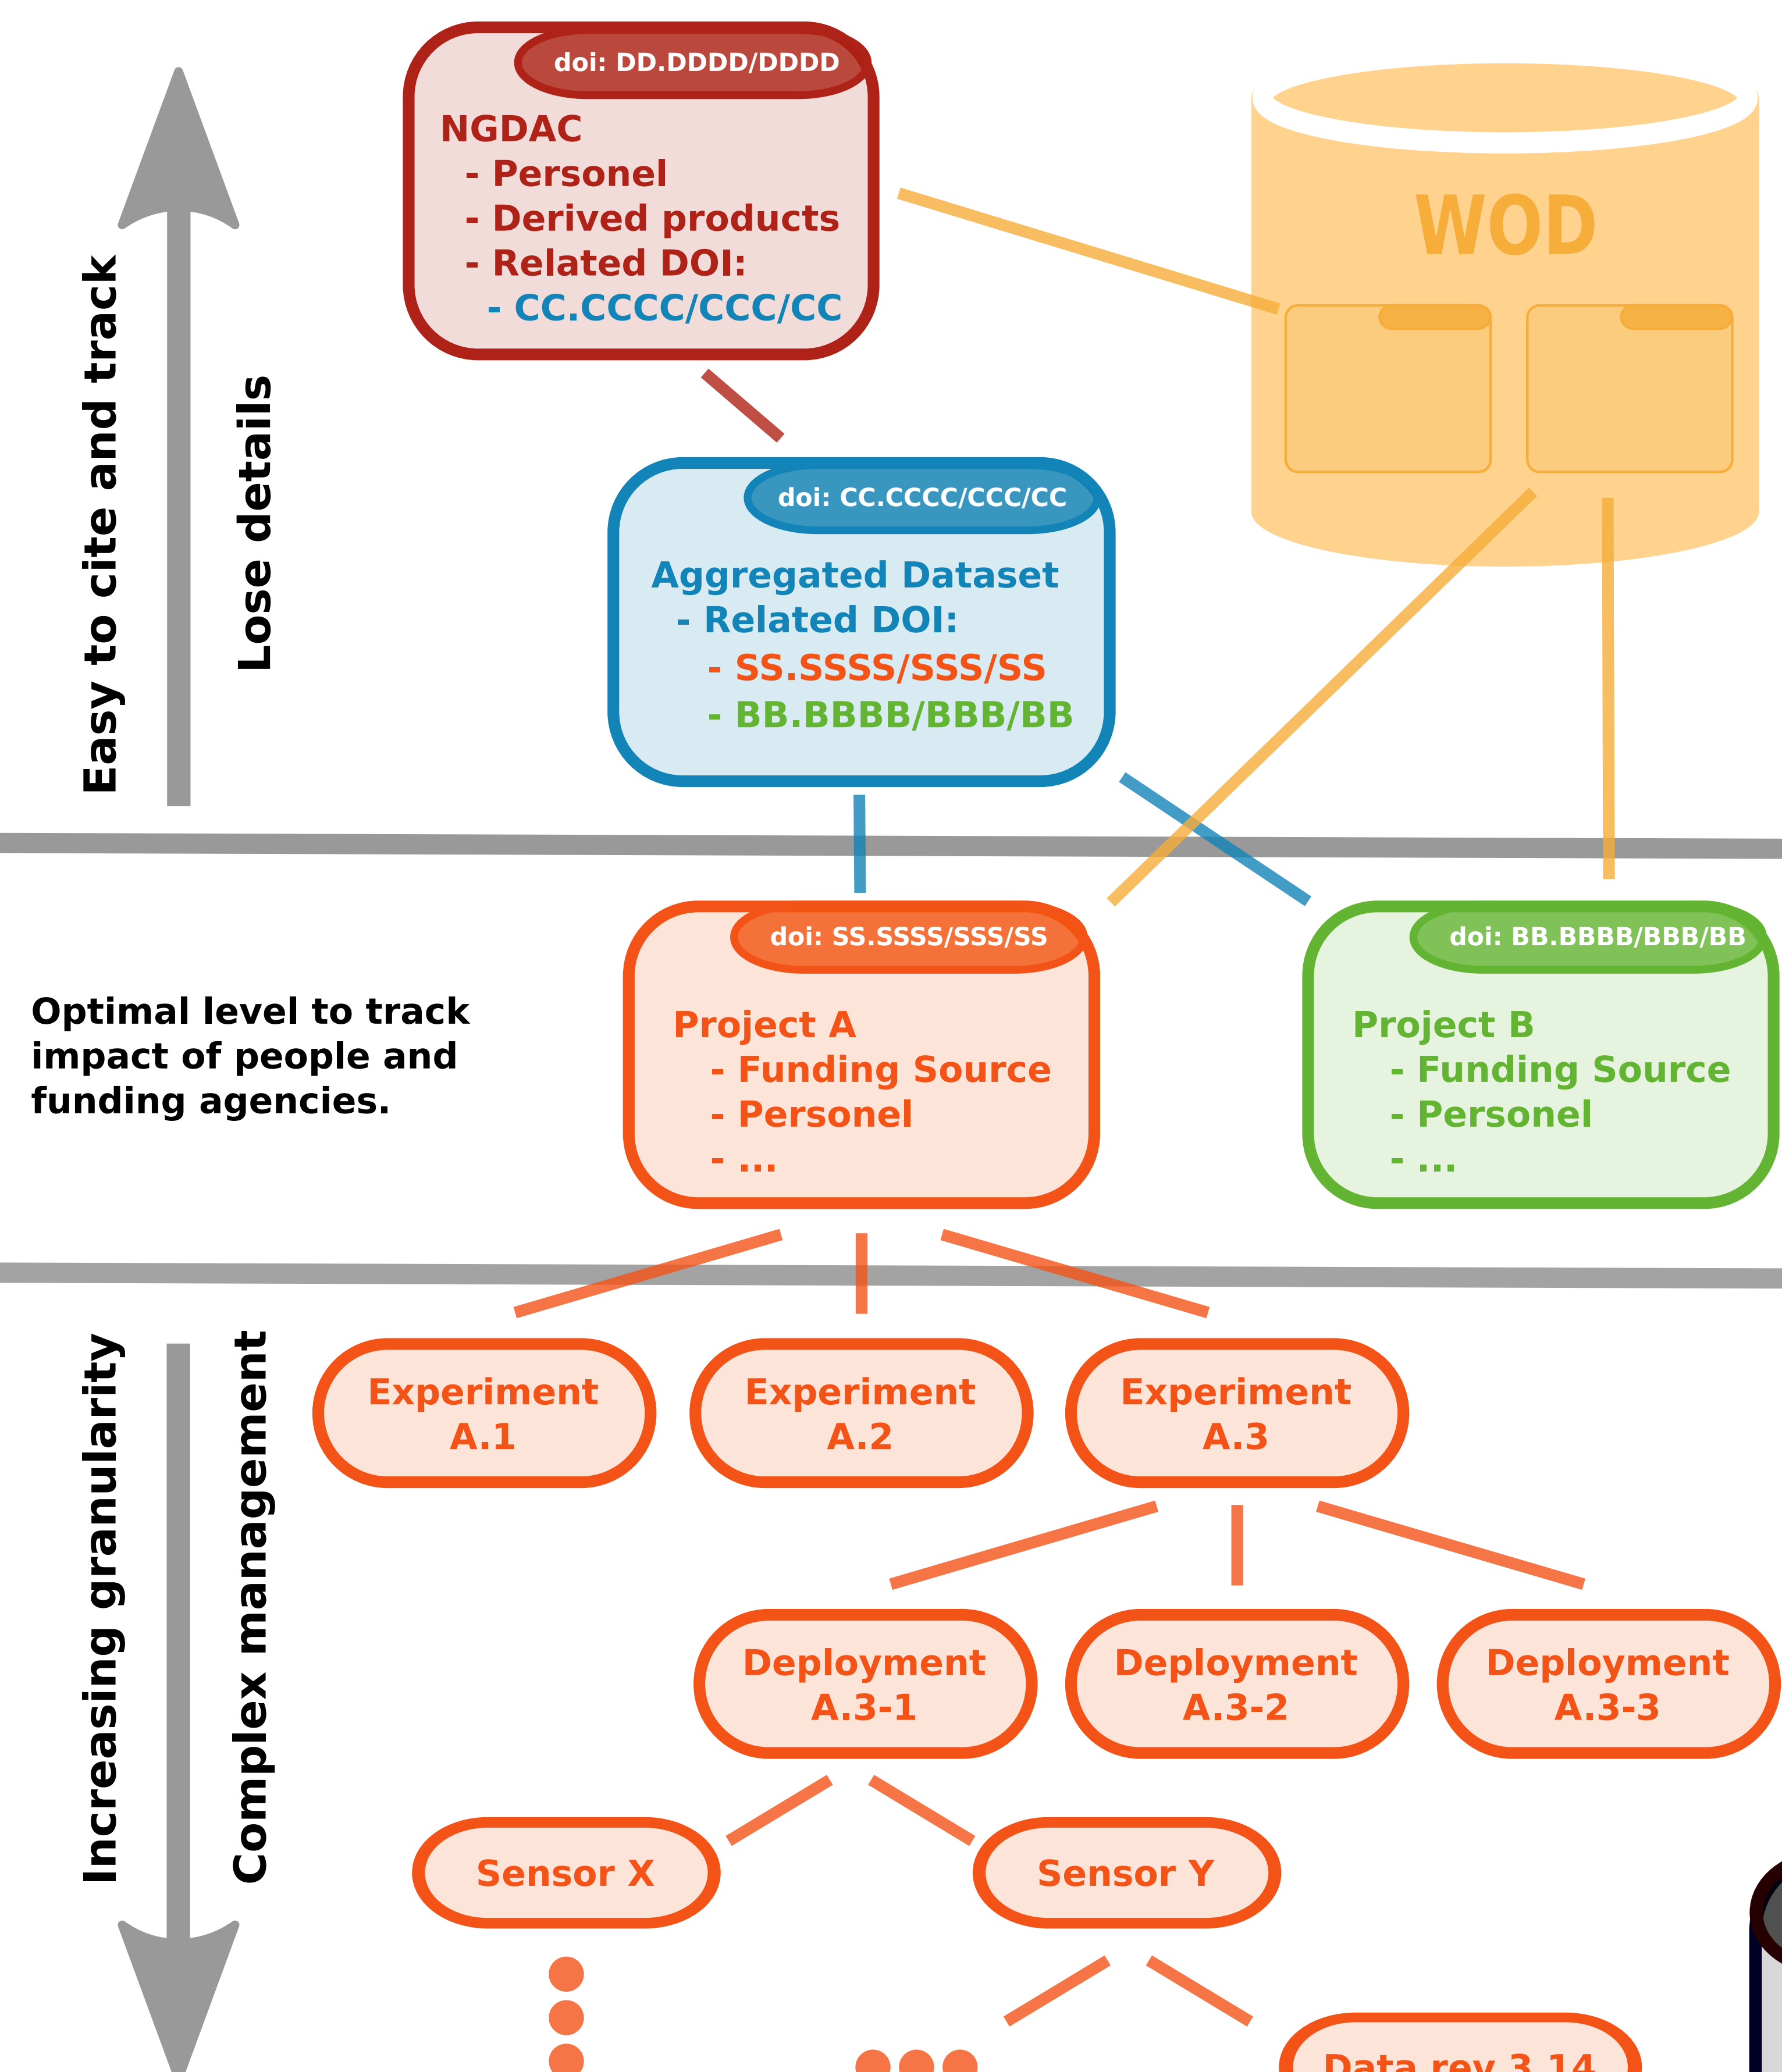 doi: DD.DDDD/DDDD
NGDAC
- Personel
- Derived products
- Related DOI:
- CC.CCCC/CCC/CC
WOD
Easy to cite and track
Lose details
doi: CC.CCCC/CCC/CC
Aggregated Dataset
- Related DOI:
- SS.SSSS/SSS/SS
- BB.BBBB/BBB/BB
Optimal level to track
impact of people and
funding agencies.
doi: SS.SSSS/SSS/SS
Project A
- Funding Source
- Personel
- ...
doi: BB.BBBB/BBB/BB
Project B
- Funding Source
- Personel
- ...
Increasing granularity
Complex management
Experiment
A.1
Experiment
A.2
Experiment
A.3
Deployment
A.3-1
Deployment
A.3-2
Deployment
A.3-3
Sensor X
Sensor Y
Data rev 3.14